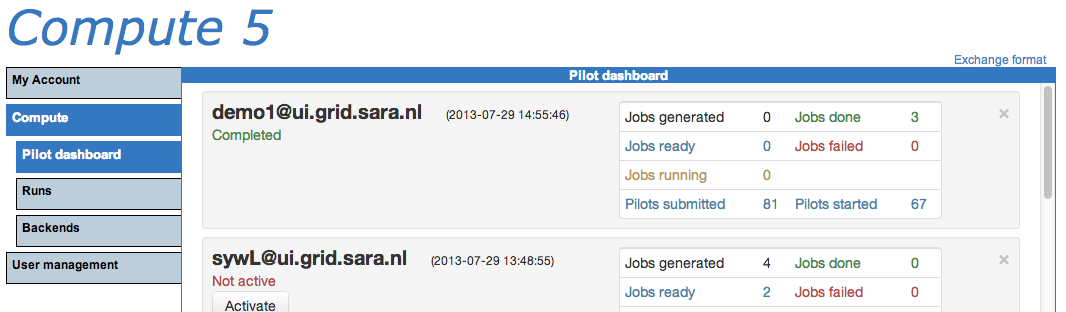 Compute 5
Exchange format
My Account
Compute
Pilot dashboard
Runs
Backends
User management
Pilot dashboard
demo1@ui.grid.sara.nl (2013-07-29 14:55:46)
Completed
Jobs generated 0 Jobs done 3
Jobs ready 0 Jobs failed 0
Jobs running 0
Pilots submitted 81 Pilots started 67
×
sywL@ui.grid.sara.nl (2013-07-29 13:48:55)
Not active
Activate
Jobs generated 4 Jobs done 0
Jobs ready 2 Jobs failed 0
×